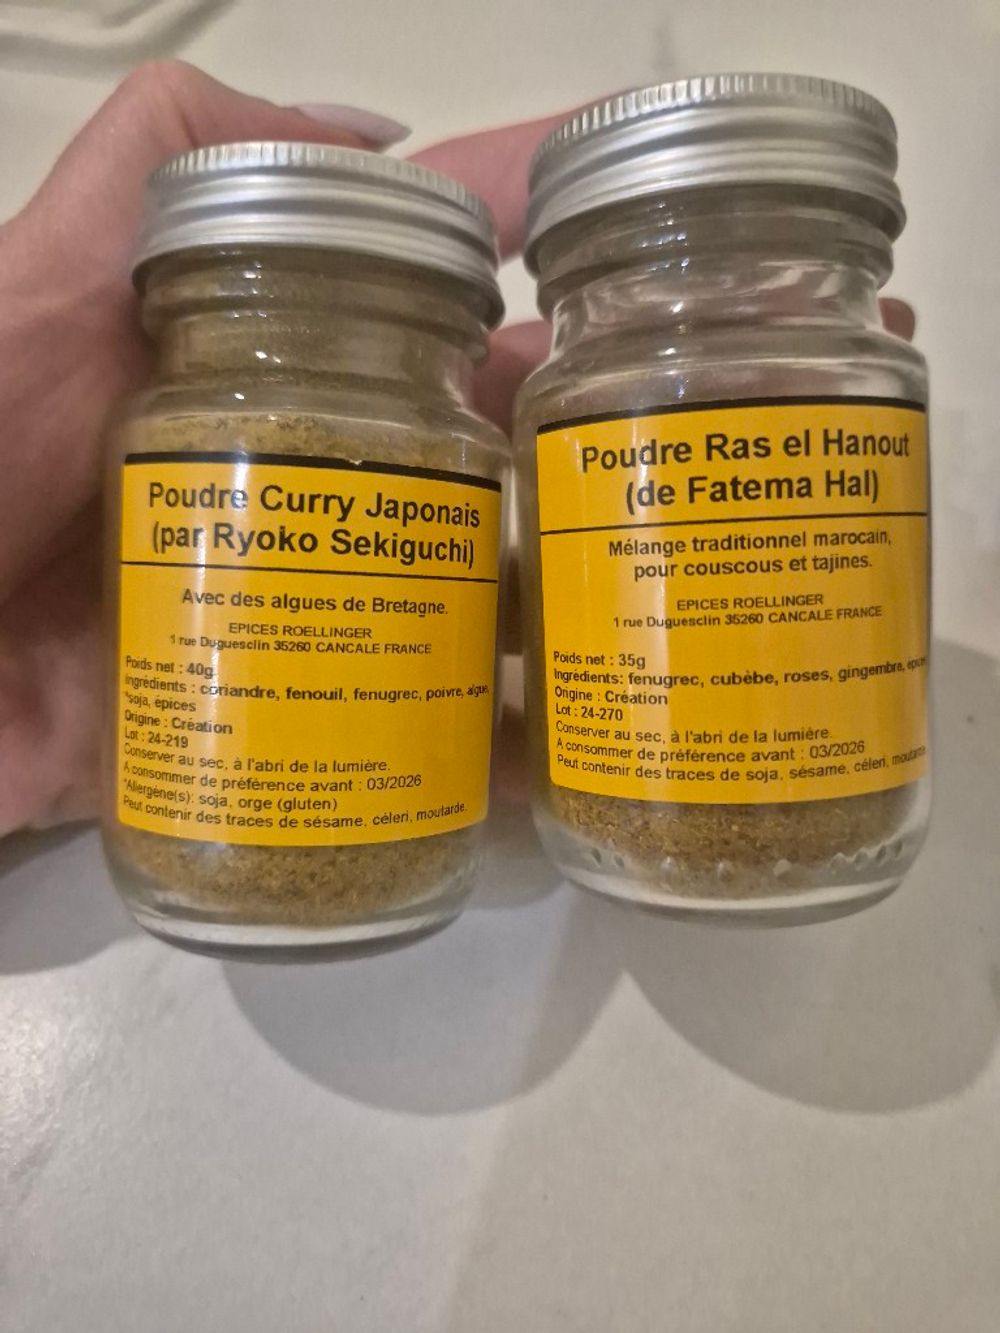 Poudre Curry Japonais
(par Ryoko Sekiguchi)
Avec des algues de Bretagne.
EPICES ROELLINGER
1 rue Duguesclin 35260 CANCALE FRANCE
Poids net : 40g
Ingrédients : coriandre, fenouil, fenugrec, poivre, algue,
*soja, épices
Origine : Création
Lot : 24-219
Conserver au sec, à l'abri de la lumière.
A consommer de préférence avant : 03/2026
*Allergène(s): soja, orge (gluten)
Peut contenir des traces de sésame, céleri, moutarde.
Poudre Ras el Hanout
(de Fatema Hal)
Mélange traditionnel marocain,
pour couscous et tajines.
EPICES ROELLINGER
1 rue Duguesclin 35260 CANCALE FRANCE
Poids net : 35g
Ingrédients: fenugrec, cubèbe, roses, gingembre,
Origine : Création
Lot : 24-270
Conserver au sec, à l'abri de la lumière.
A consommer de préférence avant : 03/2026
Peut contenir des traces de soja, sésame, céleri,